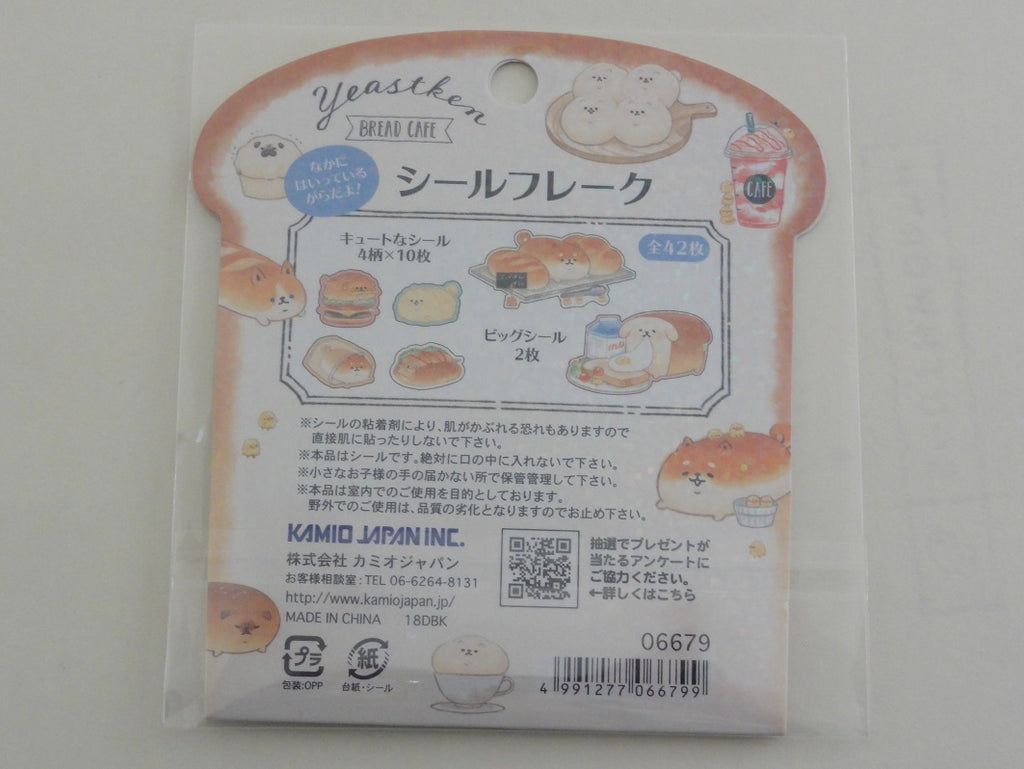 Yeastken
BREAD CAFE
なかに
はいっている
がらだよ!
シールフレーク
CAFE
キュートなシール
4柄×10枚
全42枚
ビッグシール
2枚
※シールの粘着剤により、肌がかぶれる恐れもありますので
直接肌に貼ったりしないで下さい。
※本品はシールです。絶対に口の中に入れないで下さい。
※小さなお子様の手の届かない所で保管管理して下さい。
※本品は室内でのご使用を目的としております。
野外でのご使用は、品質の劣化となりますのでお止め下さい。
KAMIO JAPAN INC.
株式会社 カミオジャパン
お客様相談室:TEL 06-6264-8131
http://www.kamiojapan.jp/
MADE IN CHINA 18DBK
抽選でプレゼントが
当たるアンケートに
ご協力ください。
←詳しくはこちら
プラ
包装:OPP
紙
台紙・シール
06679
4 991277 066799